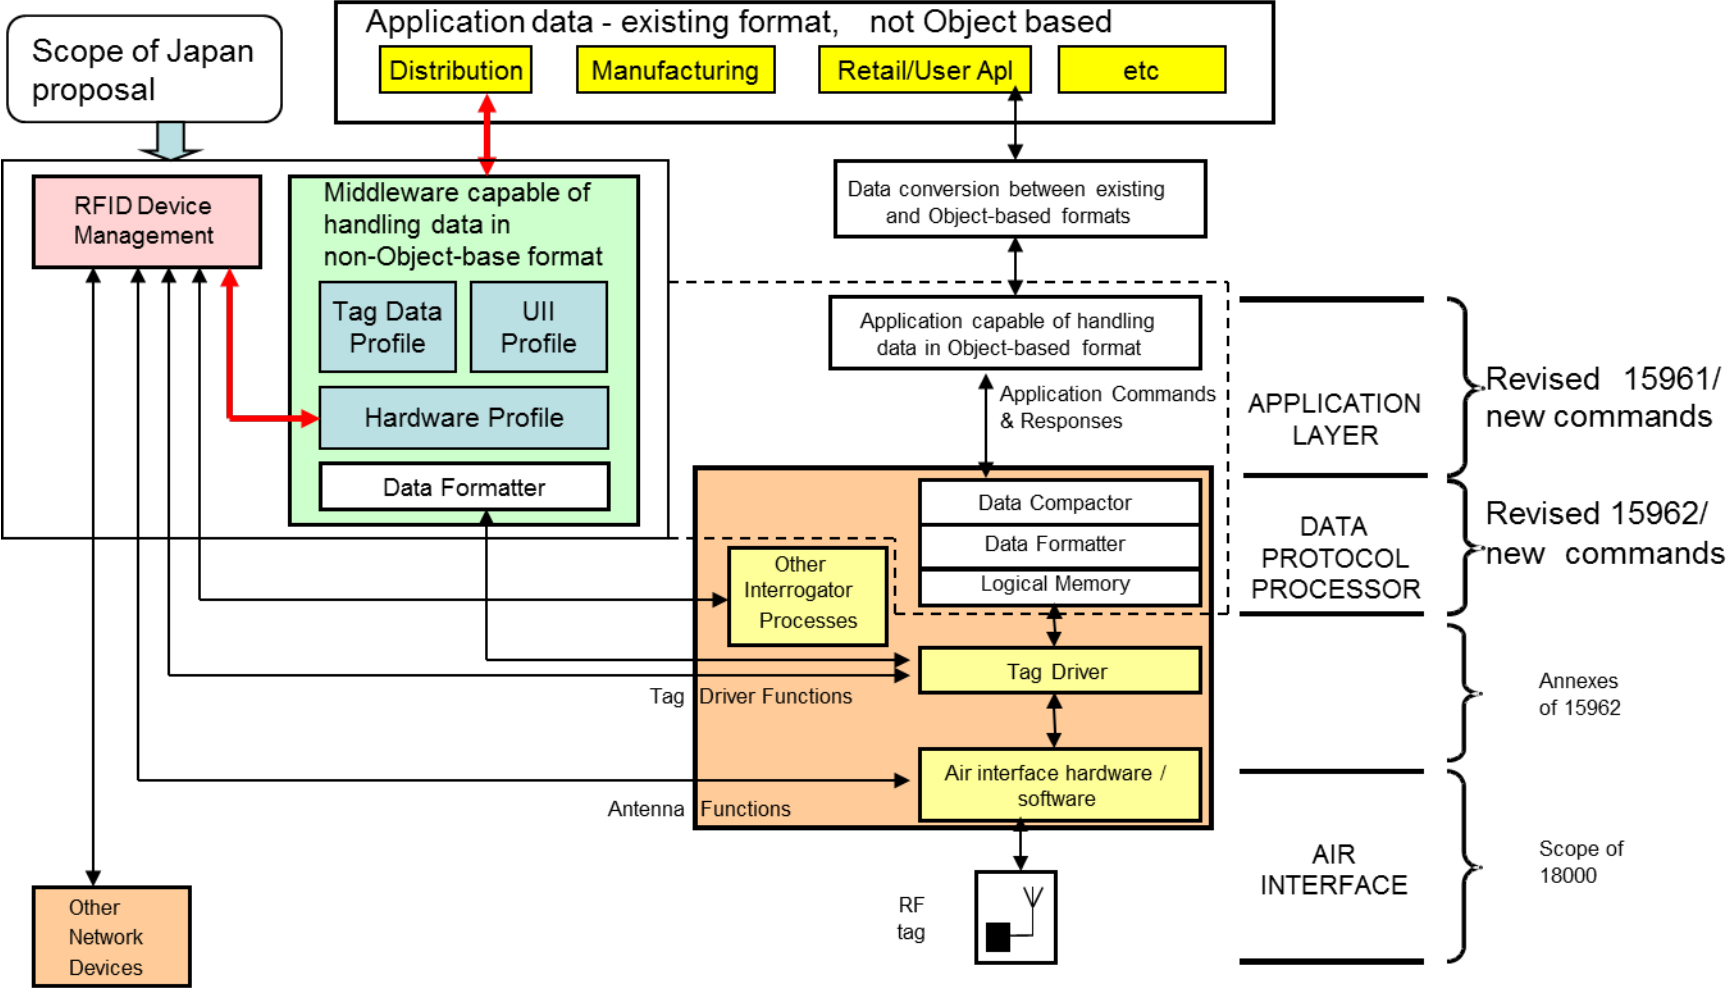 Application data - existing format, not Object based
Scope of Japan
proposal
Distribution
Manufacturing
Retail/User Apl
etc
RFID Device
Management
Middleware capable of
handling data in
non-Object-base format
Tag Data
Profile
UII
Profile
Hardware Profile
Data Formatter
Data conversion between existing
and Object-based formats
Application capable of handling
data in Object-based format
Application Commands
& Responses
Data Compactor
Data Formatter
Logical Memory
Other
Interrogator
Processes
Tag Driver
Tag Driver Functions
Air interface hardware /
software
Antenna Functions
RF
tag
Other
Network
Devices
APPLICATION
LAYER
Revised 15961/
new commands
DATA
PROTOCOL
PROCESSOR
Revised 15962/
new commands
Annexes
of 15962
AIR
INTERFACE
Scope of
18000